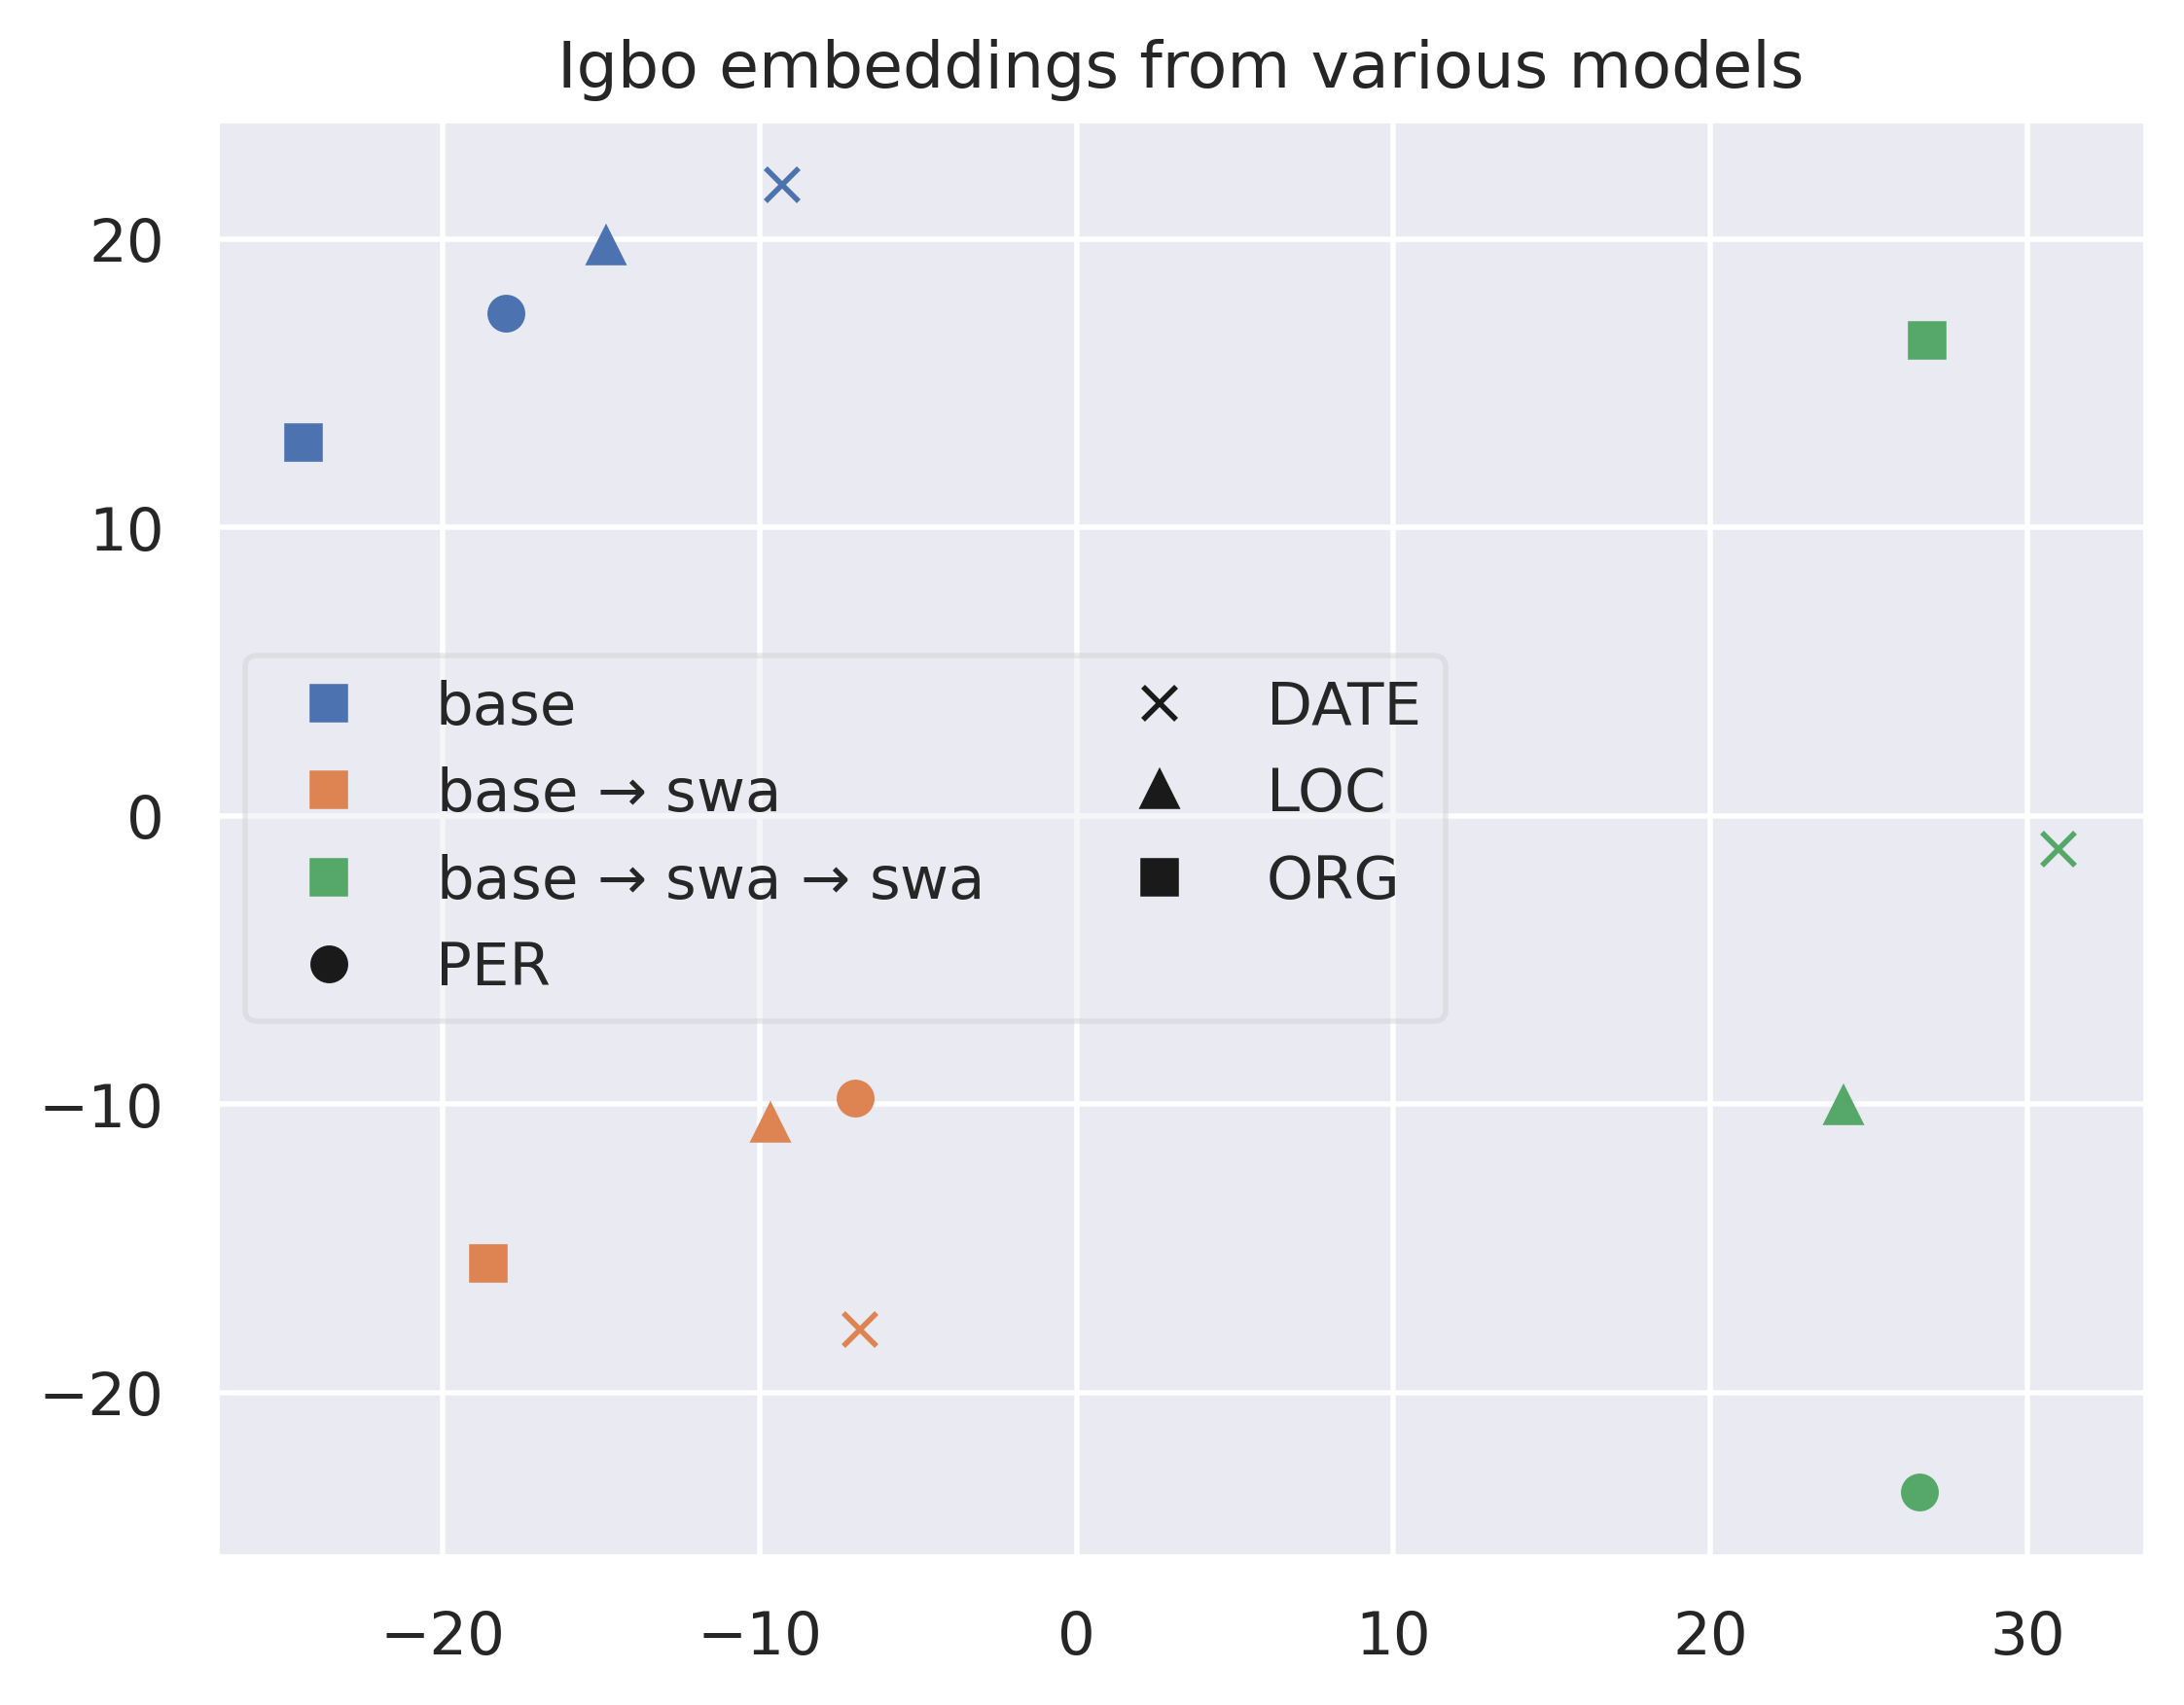 Igbo embeddings from various models
20
10
0
−10
−20
base
base → swa
base → swa → swa
PER
DATE
LOC
ORG
−20 −10 0 10 20 30